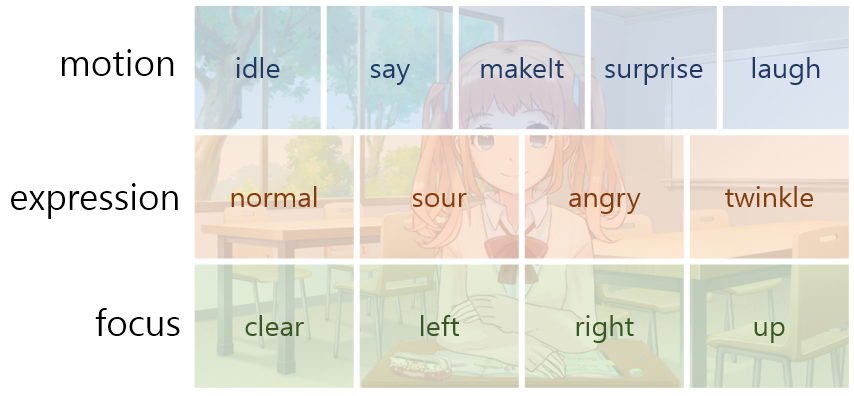 motion idle say makeIt surprise laugh
expression normal sour angry twinkle
focus clear left right up